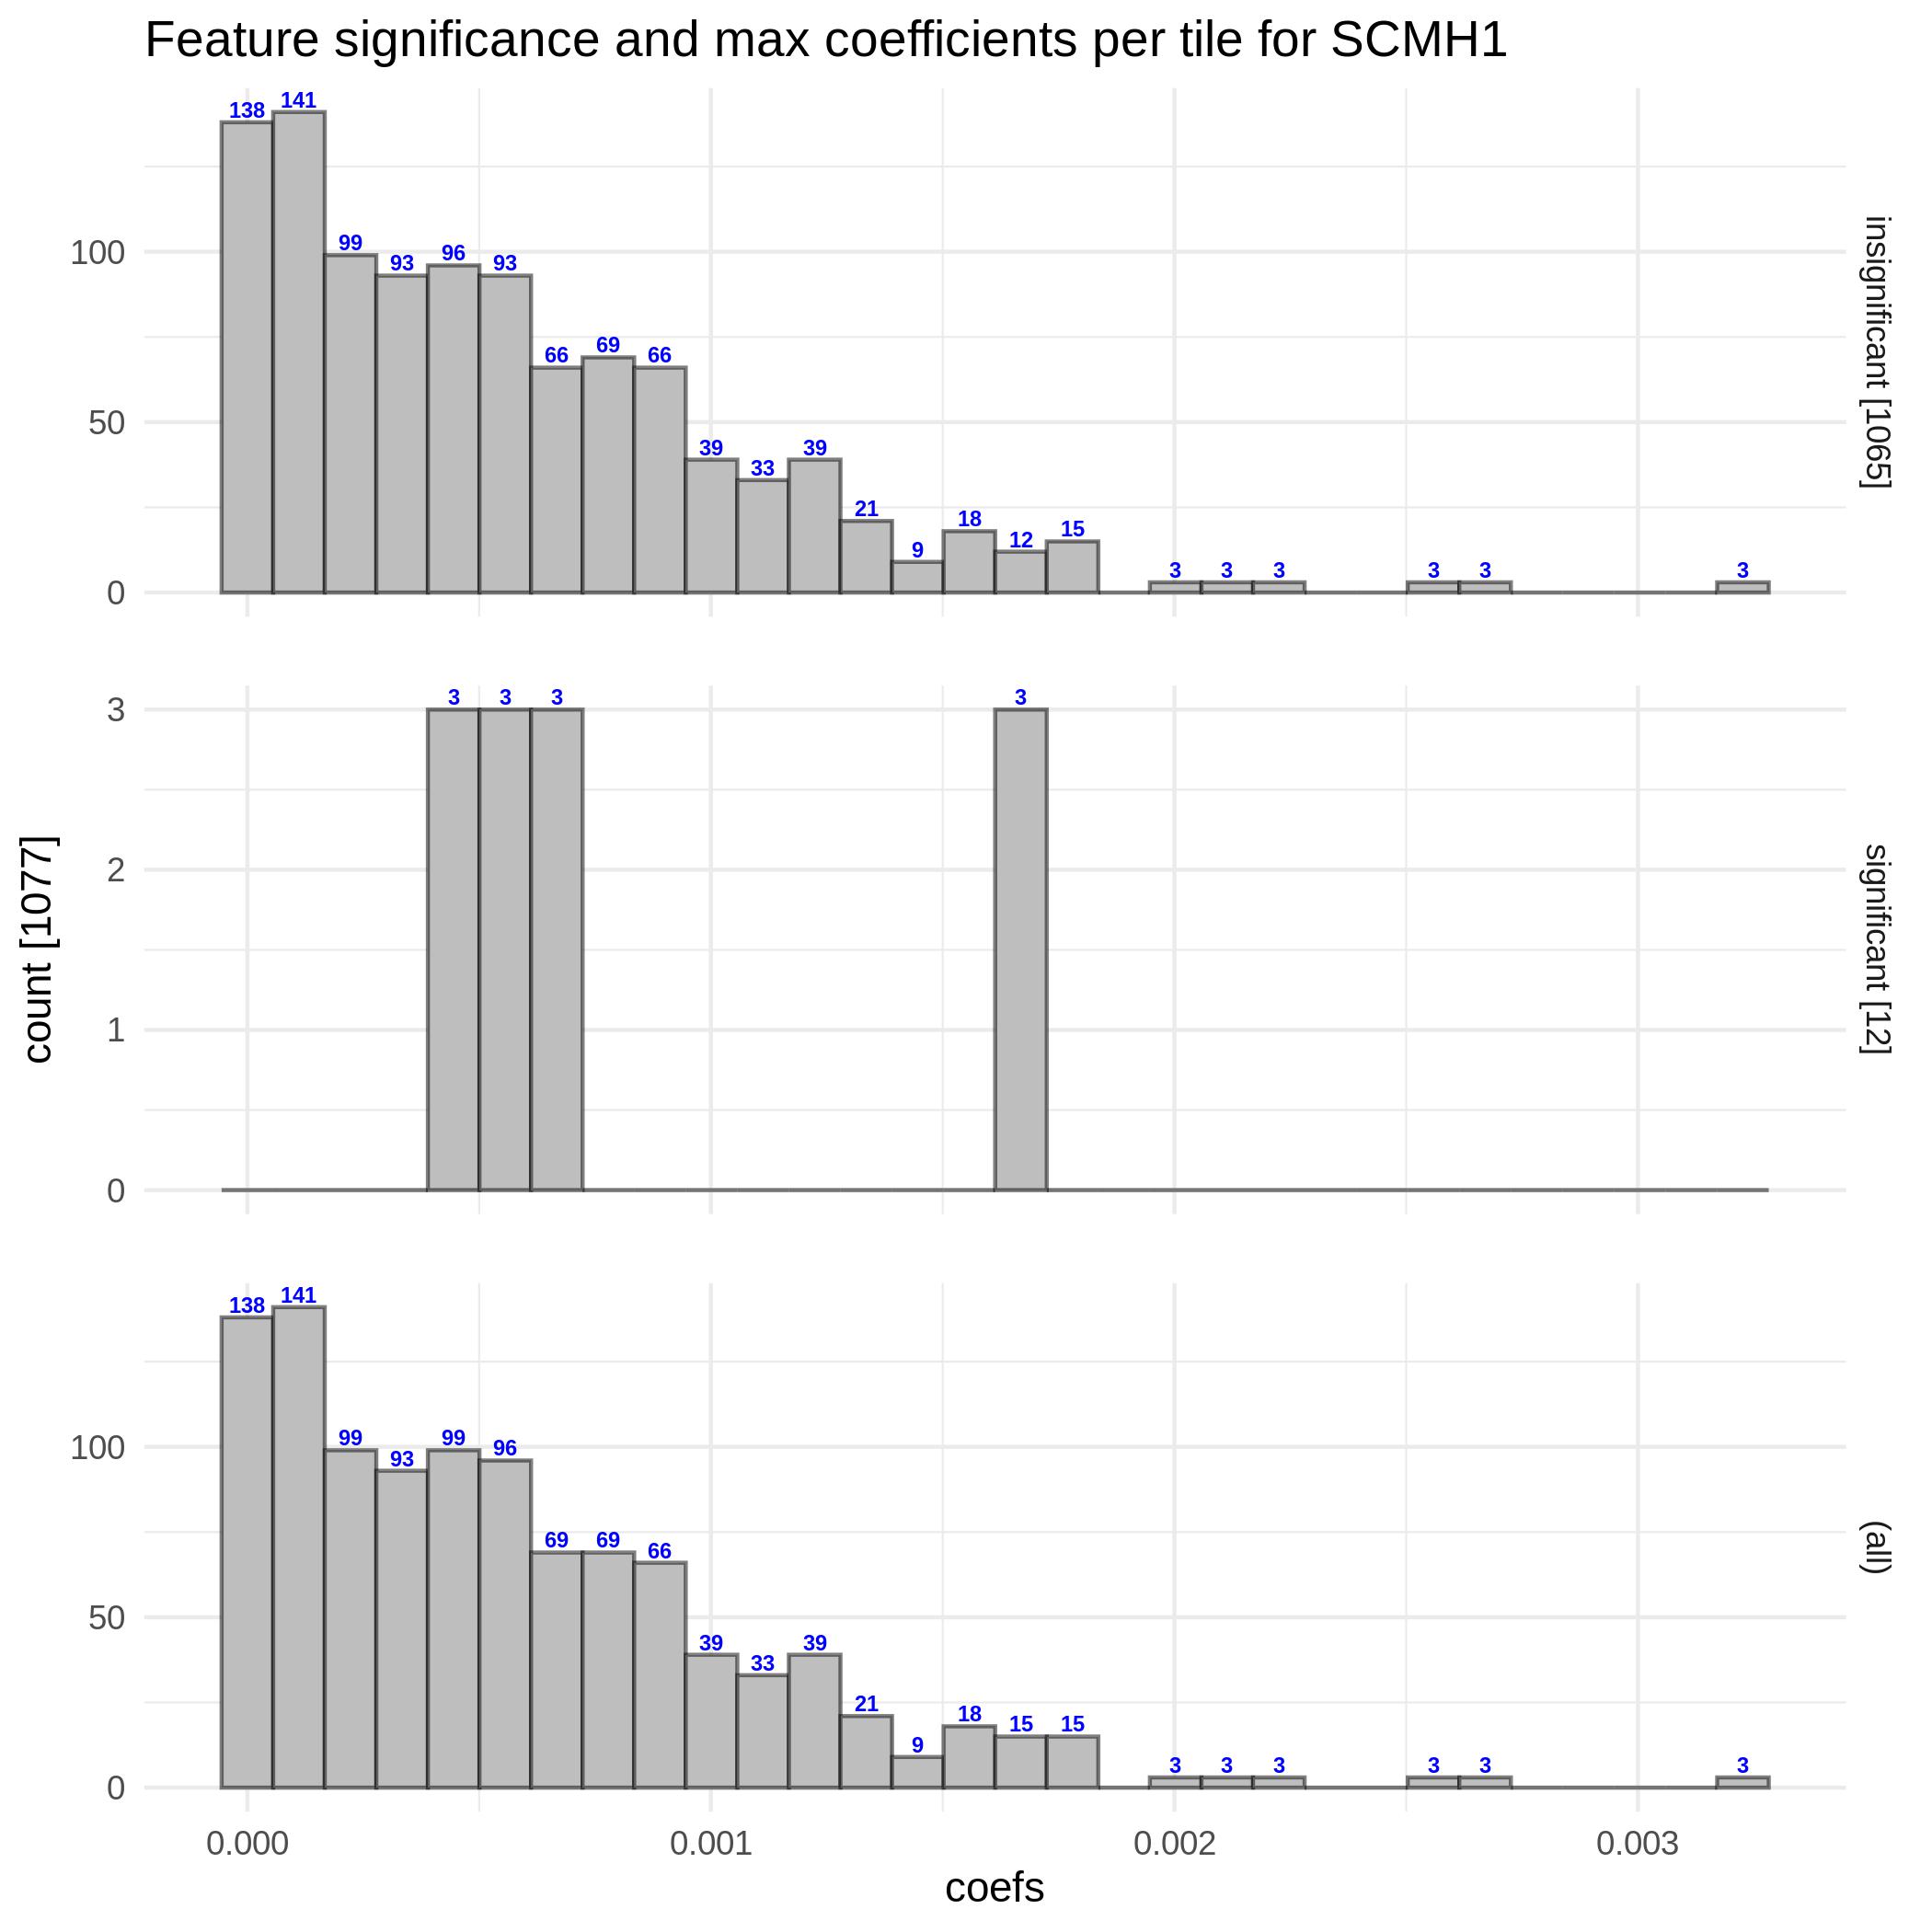 Feature significance and max coefficients per tile for SCMH1
138 141 99 93 96 93 66 69 66 39 33 39 21 9 18 12 15 3 3 3 3 3 3
100
50
0
insignificant [1065]
3 3 3 3
3
2
1
0
significant [12]
count [1077]
138 141 99 93 99 96 69 69 66 39 33 39 21 9 18 15 15 3 3 3 3 3 3
100
50
0
(all)
0.000 0.001 0.002 0.003
coefs